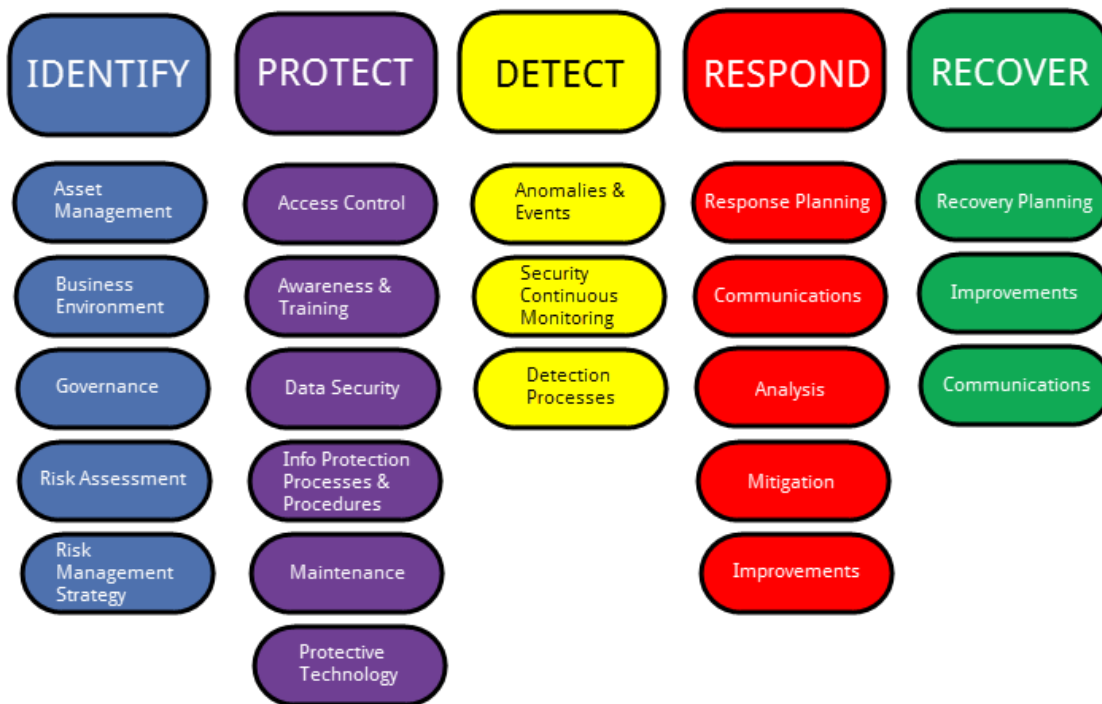 IDENTIFY
PROTECT
DETECT
RESPOND
RECOVER
Asset
Management
Business
Environment
Governance
Risk Assessment
Risk
Management
Strategy
Access Control
Awareness &
Training
Data Security
Info Protection
Processes &
Procedures
Maintenance
Protective
Technology
Anomalies &
Events
Security
Continuous
Monitoring
Detection
Processes
Response Planning
Communications
Analysis
Mitigation
Improvements
Recovery Planning
Improvements
Communications